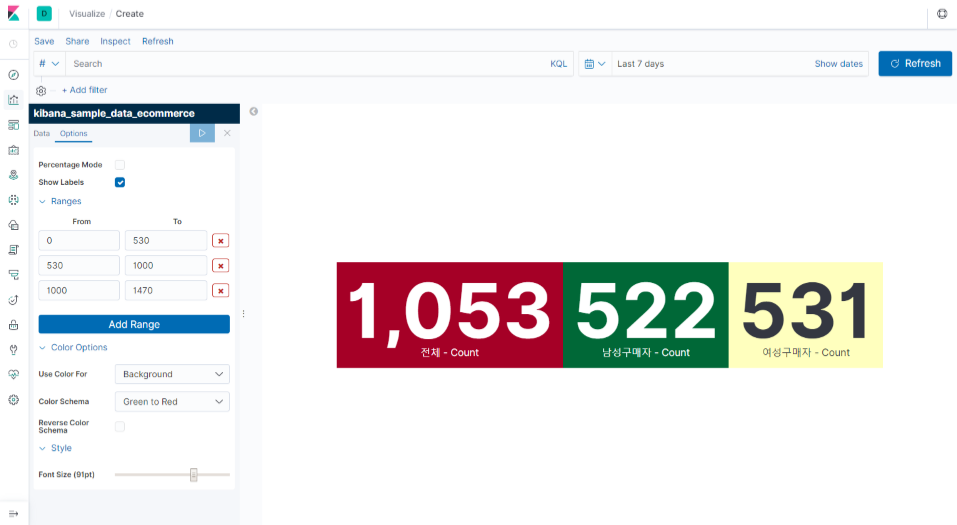 D Visualize / Create
Save Share Inspect Refresh
# Search KQL Last 7 days Show dates Refresh
+ Add filter
kibana_sample_data_ecommerce
Data Options
Percentage Mode
Show Labels
Ranges
From To
0 530
530 1000
1000 1470
Add Range
Color Options
Use Color For Background
Color Schema Green to Red
Reverse Color
Schema
Style
Font Size (91pt)
1,053 522 531
전체 - Count 남성구매자 - Count 여성구매자 - Count